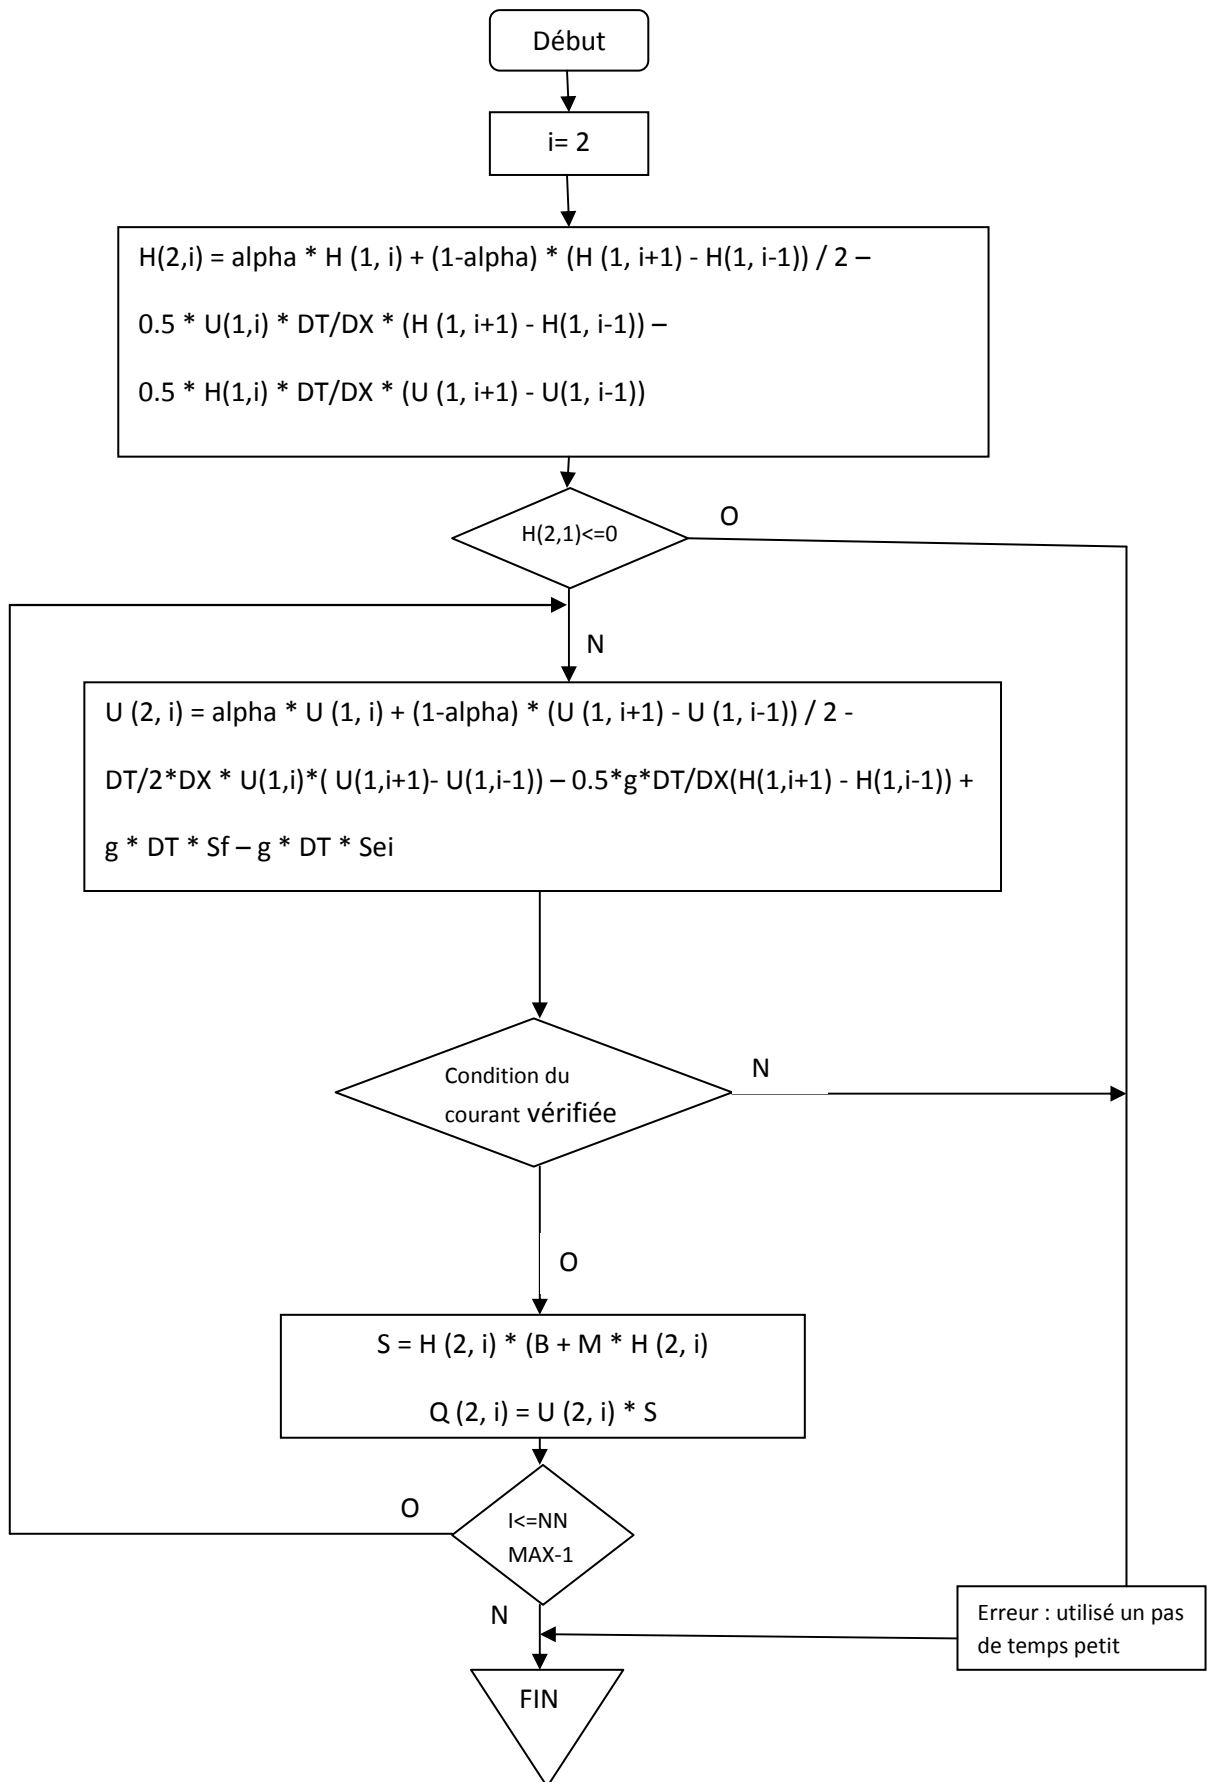 Début
i= 2
H(2,i) = alpha * H (1, i) + (1-alpha) * (H (1, i+1) - H(1, i-1)) / 2 –
0.5 * U(1,i) * DT/DX * (H (1, i+1) - H(1, i-1)) –
0.5 * H(1,i) * DT/DX * (U (1, i+1) - U(1, i-1))
H(2,1)<=0
O
N
U (2, i) = alpha * U (1, i) + (1-alpha) * (U (1, i+1) - U (1, i-1)) / 2 -
DT/2*DX * U(1,i)*( U(1,i+1)- U(1,i-1)) – 0.5*g*DT/DX(H(1,i+1) - H(1,i-1)) +
g * DT * Sf – g * DT * Sei
Condition du
courant vérifiée
N
O
S = H (2, i) * (B + M * H (2, i)
Q (2, i) = U (2, i) * S
O
I<=NN
MAX-1
N
Erreur : utilisé un pas
de temps petit
FIN